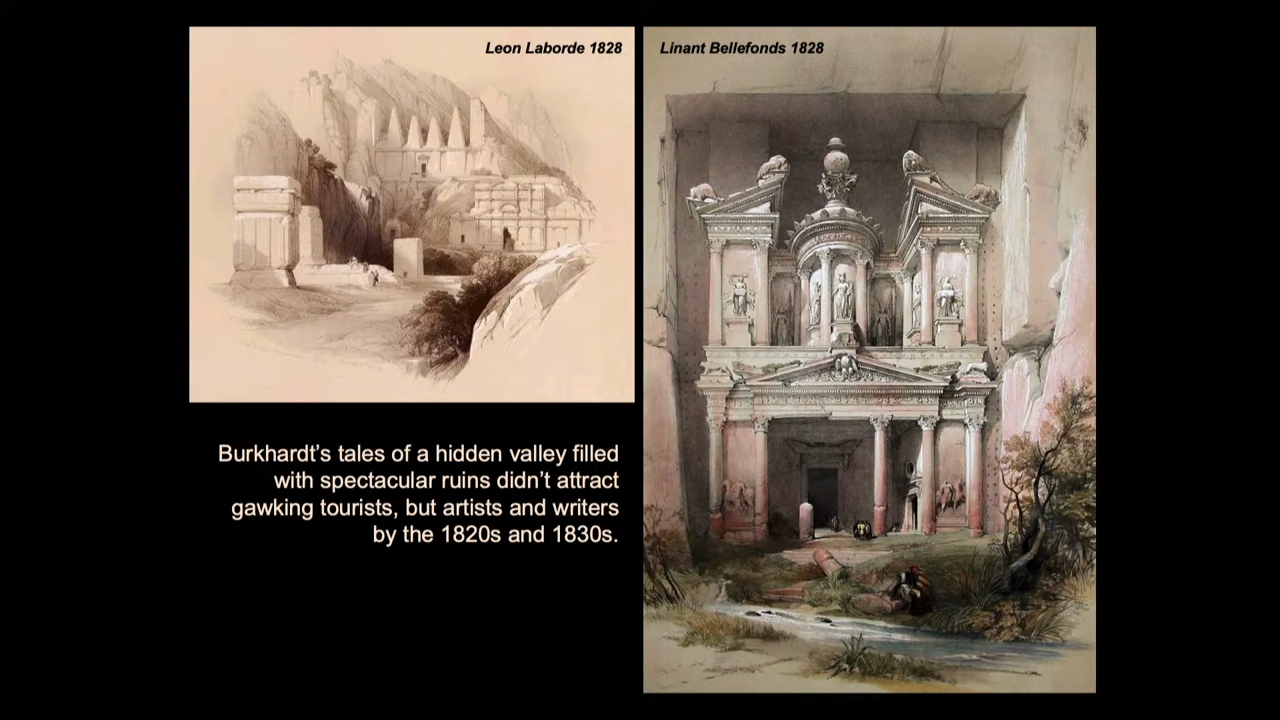 Leon Laborde 1828
Linant Bellefonds 1828
Burkhardt's tales of a hidden valley filled
with spectacular ruins didn't attract
gawking tourists, but artists and writers
by the 1820s and 1830s.